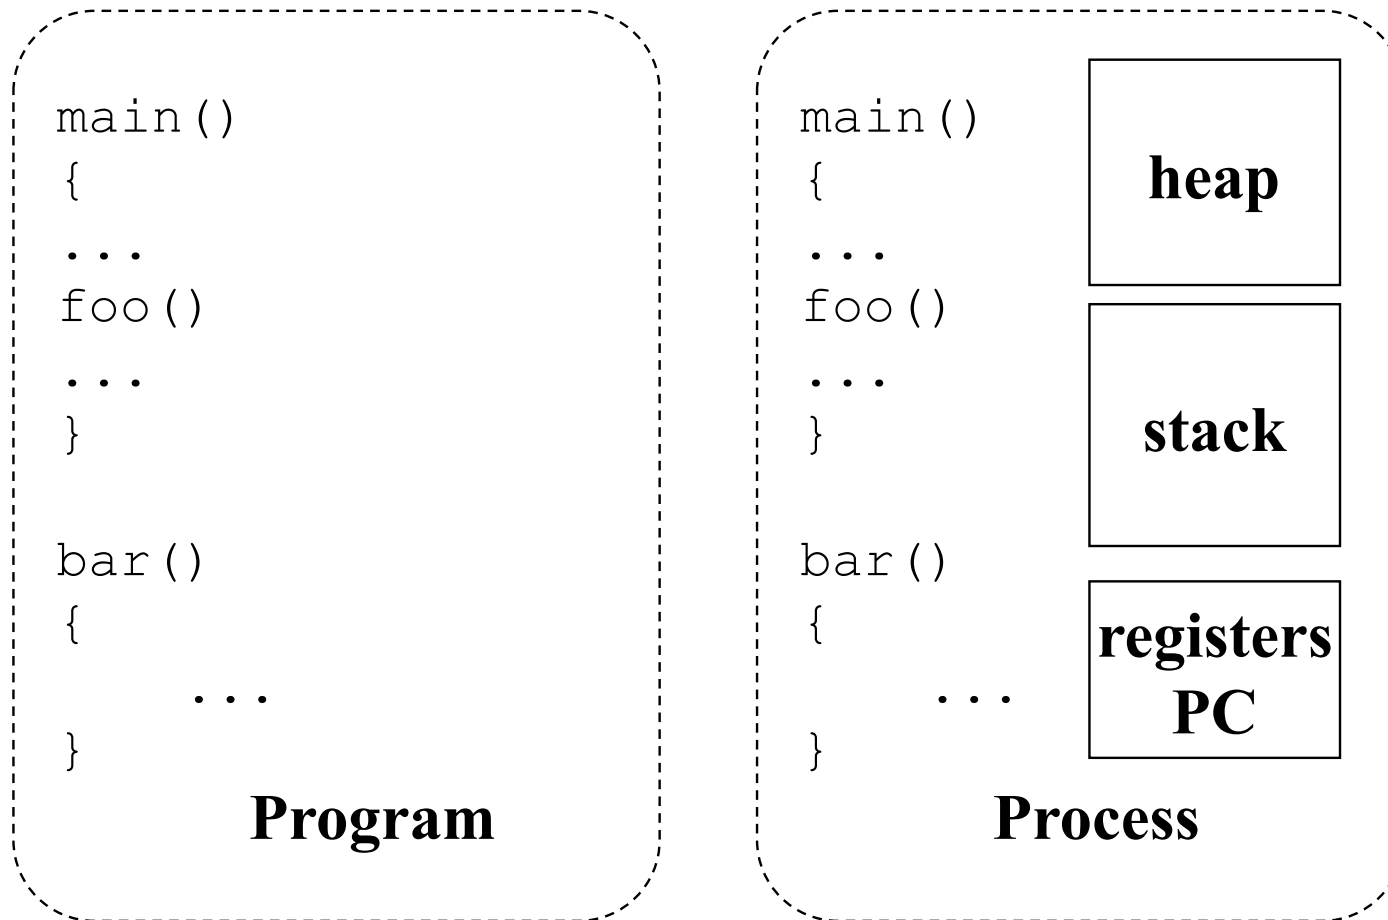 main()
{
...
foo()
...
}
bar()
{
...
}
Program
main()
{
...
foo()
...
}
bar()
{
...
}
heap
stack
registers
PC
Process